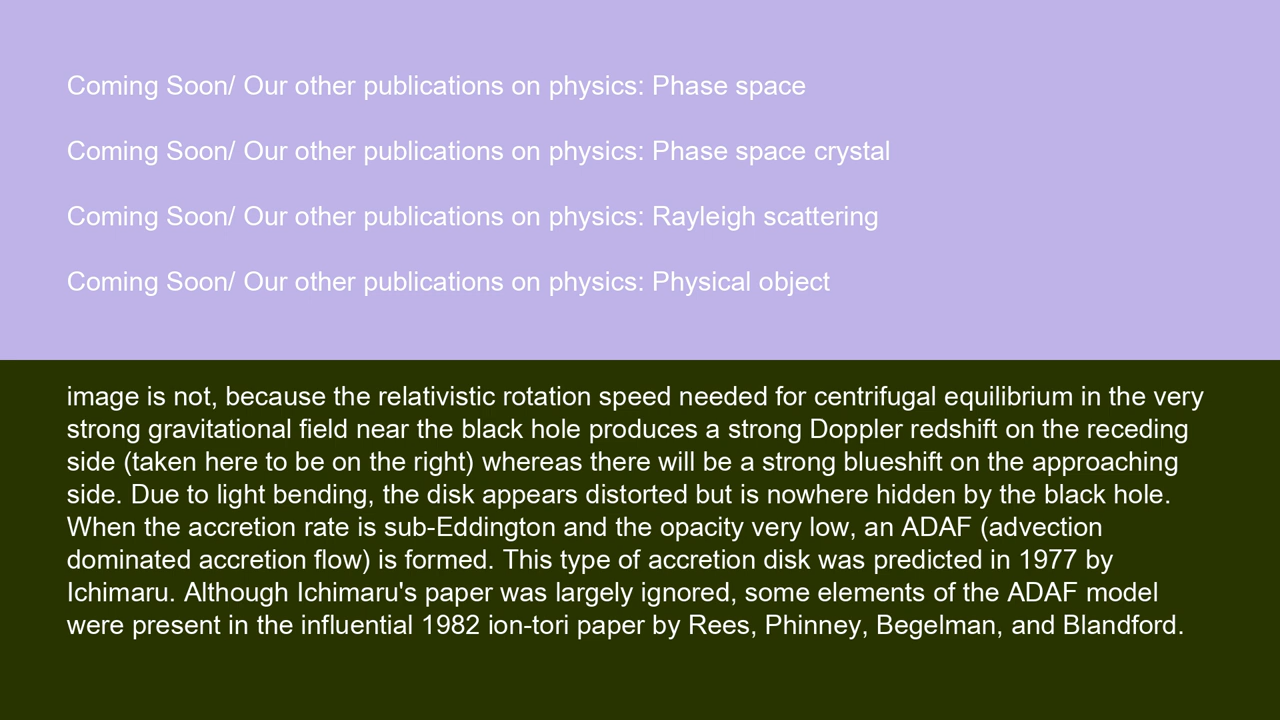 Coming Soon/ Our other publications on physics: Phase space
Coming Soon/ Our other publications on physics: Phase space crystal
Coming Soon/ Our other publications on physics: Rayleigh scattering
Coming Soon/ Our other publications on physics: Physical object
image is not, because the relativistic rotation speed needed for centrifugal equilibrium in the very
strong gravitational field near the black hole produces a strong Doppler redshift on the receding
side (taken here to be on the right) whereas there will be a strong blueshift on the approaching
side. Due to light bending, the disk appears distorted but is nowhere hidden by the black hole.
When the accretion rate is sub-Eddington and the opacity very low, an ADAF (advection
dominated accretion flow) is formed. This type of accretion disk was predicted in 1977 by
Ichimaru. Although Ichimaru's paper was largely ignored, some elements of the ADAF model
were present in the influential 1982 ion-tori paper by Rees, Phinney, Begelman, and Blandford.